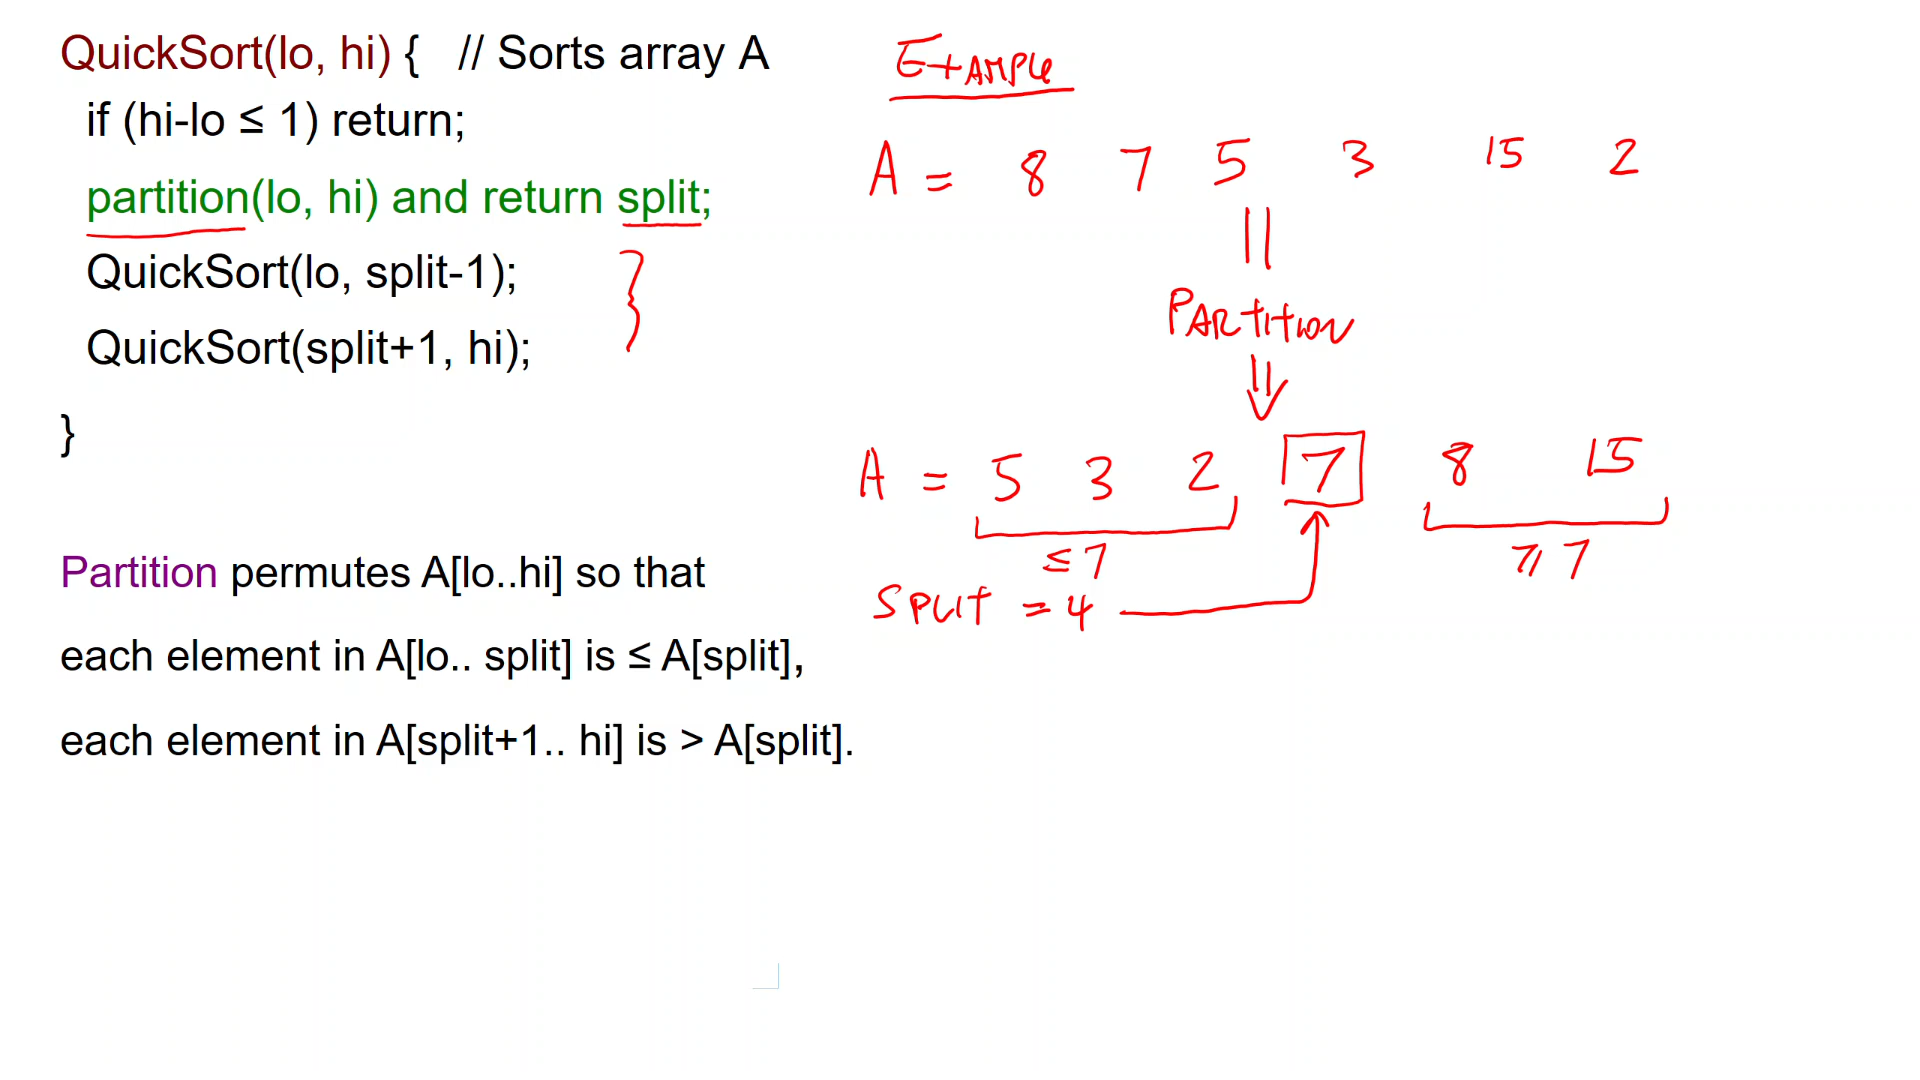 QuickSort(lo, hi) { // Sorts array A
if (hi-lo ≤ 1) return;
partition(lo, hi) and return split;
QuickSort(lo, split-1);
QuickSort(split+1, hi);
}
Partition permutes A[lo..hi] so that
each element in A[lo.. split] is ≤ A[split],
each element in A[split+1.. hi] is > A[split].
EXAMPLE
A = 8 7 5 3 15 2
PARTITION
A = 5 3 2 7 8 15
≤ 7 ≥ 7
SPLIT = 4